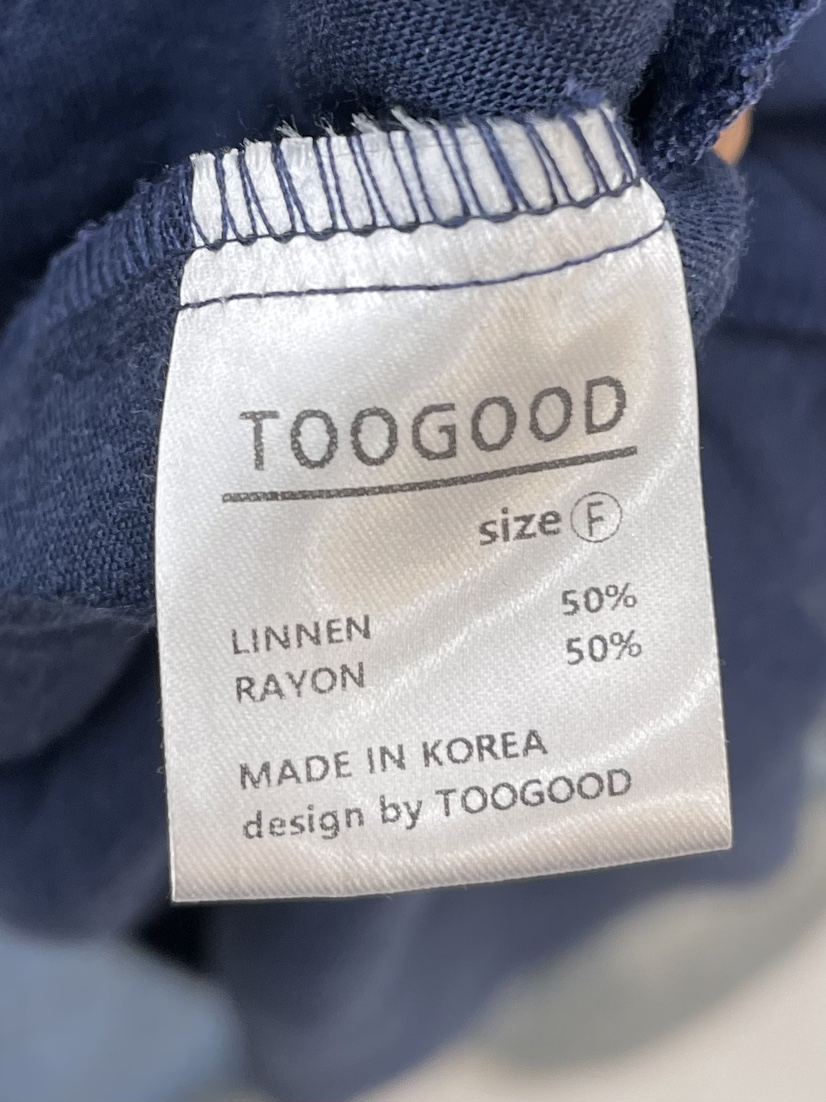 TOOGOOD
size Ⓕ
LINNEN 50%
RAYON 50%
MADE IN KOREA
design by TOOGOOD